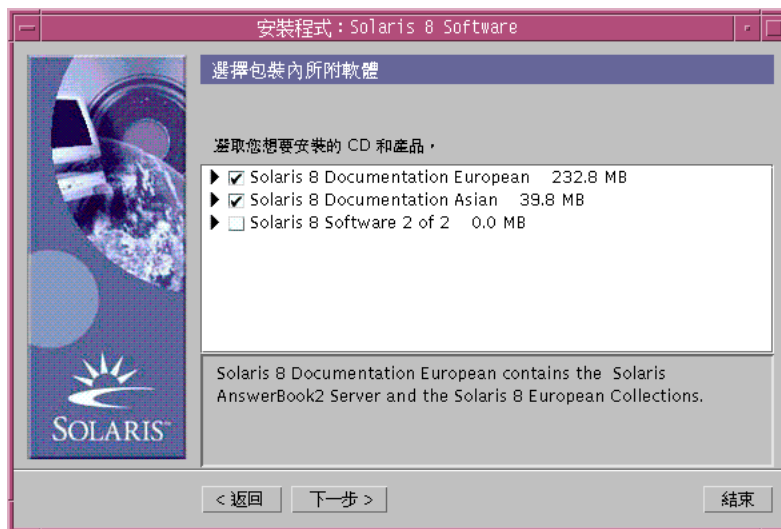 安裝程式：Solaris 8 Software
選擇包裝內所附軟體
選取您想要安裝的 CD 和產品，
Solaris 8 Documentation European 232.8 MB
Solaris 8 Documentation Asian 39.8 MB
Solaris 8 Software 2 of 2 0.0 MB
Solaris 8 Documentation European contains the Solaris
AnswerBook2 Server and the Solaris 8 European Collections.
SOLARIS™
< 返回
下一步 >
結束